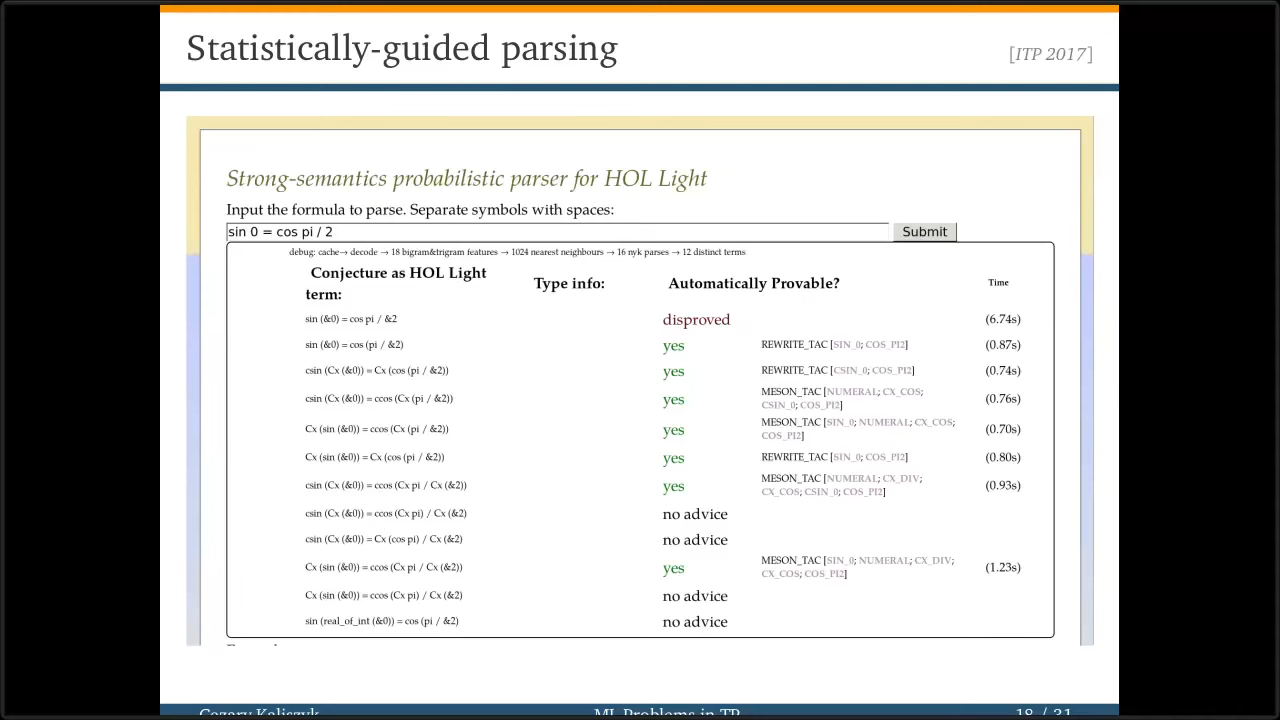 Statistically-guided parsing
[ITP 2017]
Strong-semantics probabilistic parser for HOL Light
Input the formula to parse. Separate symbols with spaces:
sin 0 = cos pi / 2
Submit
debug: cache→ decode → 18 bigram&trigram features → 1024 nearest neighbours → 16 nyk parses → 12 distinct terms
Conjecture as HOL Light term: Type info: Automatically Provable? Time
sin (&0) = cos pi / &2 disproved (6.74s)
sin (&0) = cos (pi / &2) yes REWRITE_TAC [SIN_0; COS_PI2] (0.87s)
csin (Cx (&0)) = Cx (cos (pi / &2)) yes REWRITE_TAC [CSIN_0; COS_PI2] (0.74s)
csin (Cx (&0)) = ccos (Cx (pi / &2)) yes MESON_TAC [NUMERAL; CX_COS; CSIN_0; COS_PI2] (0.76s)
Cx (sin (&0)) = ccos (Cx (pi / &2)) yes MESON_TAC [SIN_0; NUMERAL; CX_COS; COS_PI2] (0.70s)
Cx (sin (&0)) = Cx (cos (pi / &2)) yes REWRITE_TAC [SIN_0; COS_PI2] (0.80s)
csin (Cx (&0)) = ccos (Cx pi / Cx (&2)) yes MESON_TAC [NUMERAL; CX_DIV; CX_COS; CSIN_0; COS_PI2] (0.93s)
csin (Cx (&0)) = ccos (Cx pi) / Cx (&2) no advice
csin (Cx (&0)) = Cx (cos pi) / Cx (&2) no advice
Cx (sin (&0)) = ccos (Cx pi / Cx (&2)) yes MESON_TAC [SIN_0; NUMERAL; CX_DIV; CX_COS; COS_PI2] (1.23s)
Cx (sin (&0)) = ccos (Cx pi) / Cx (&2) no advice
sin (real_of_int (&0)) = cos (pi / &2) no advice
Cezary Kaliszyk ML Problems in TP 18 / 31